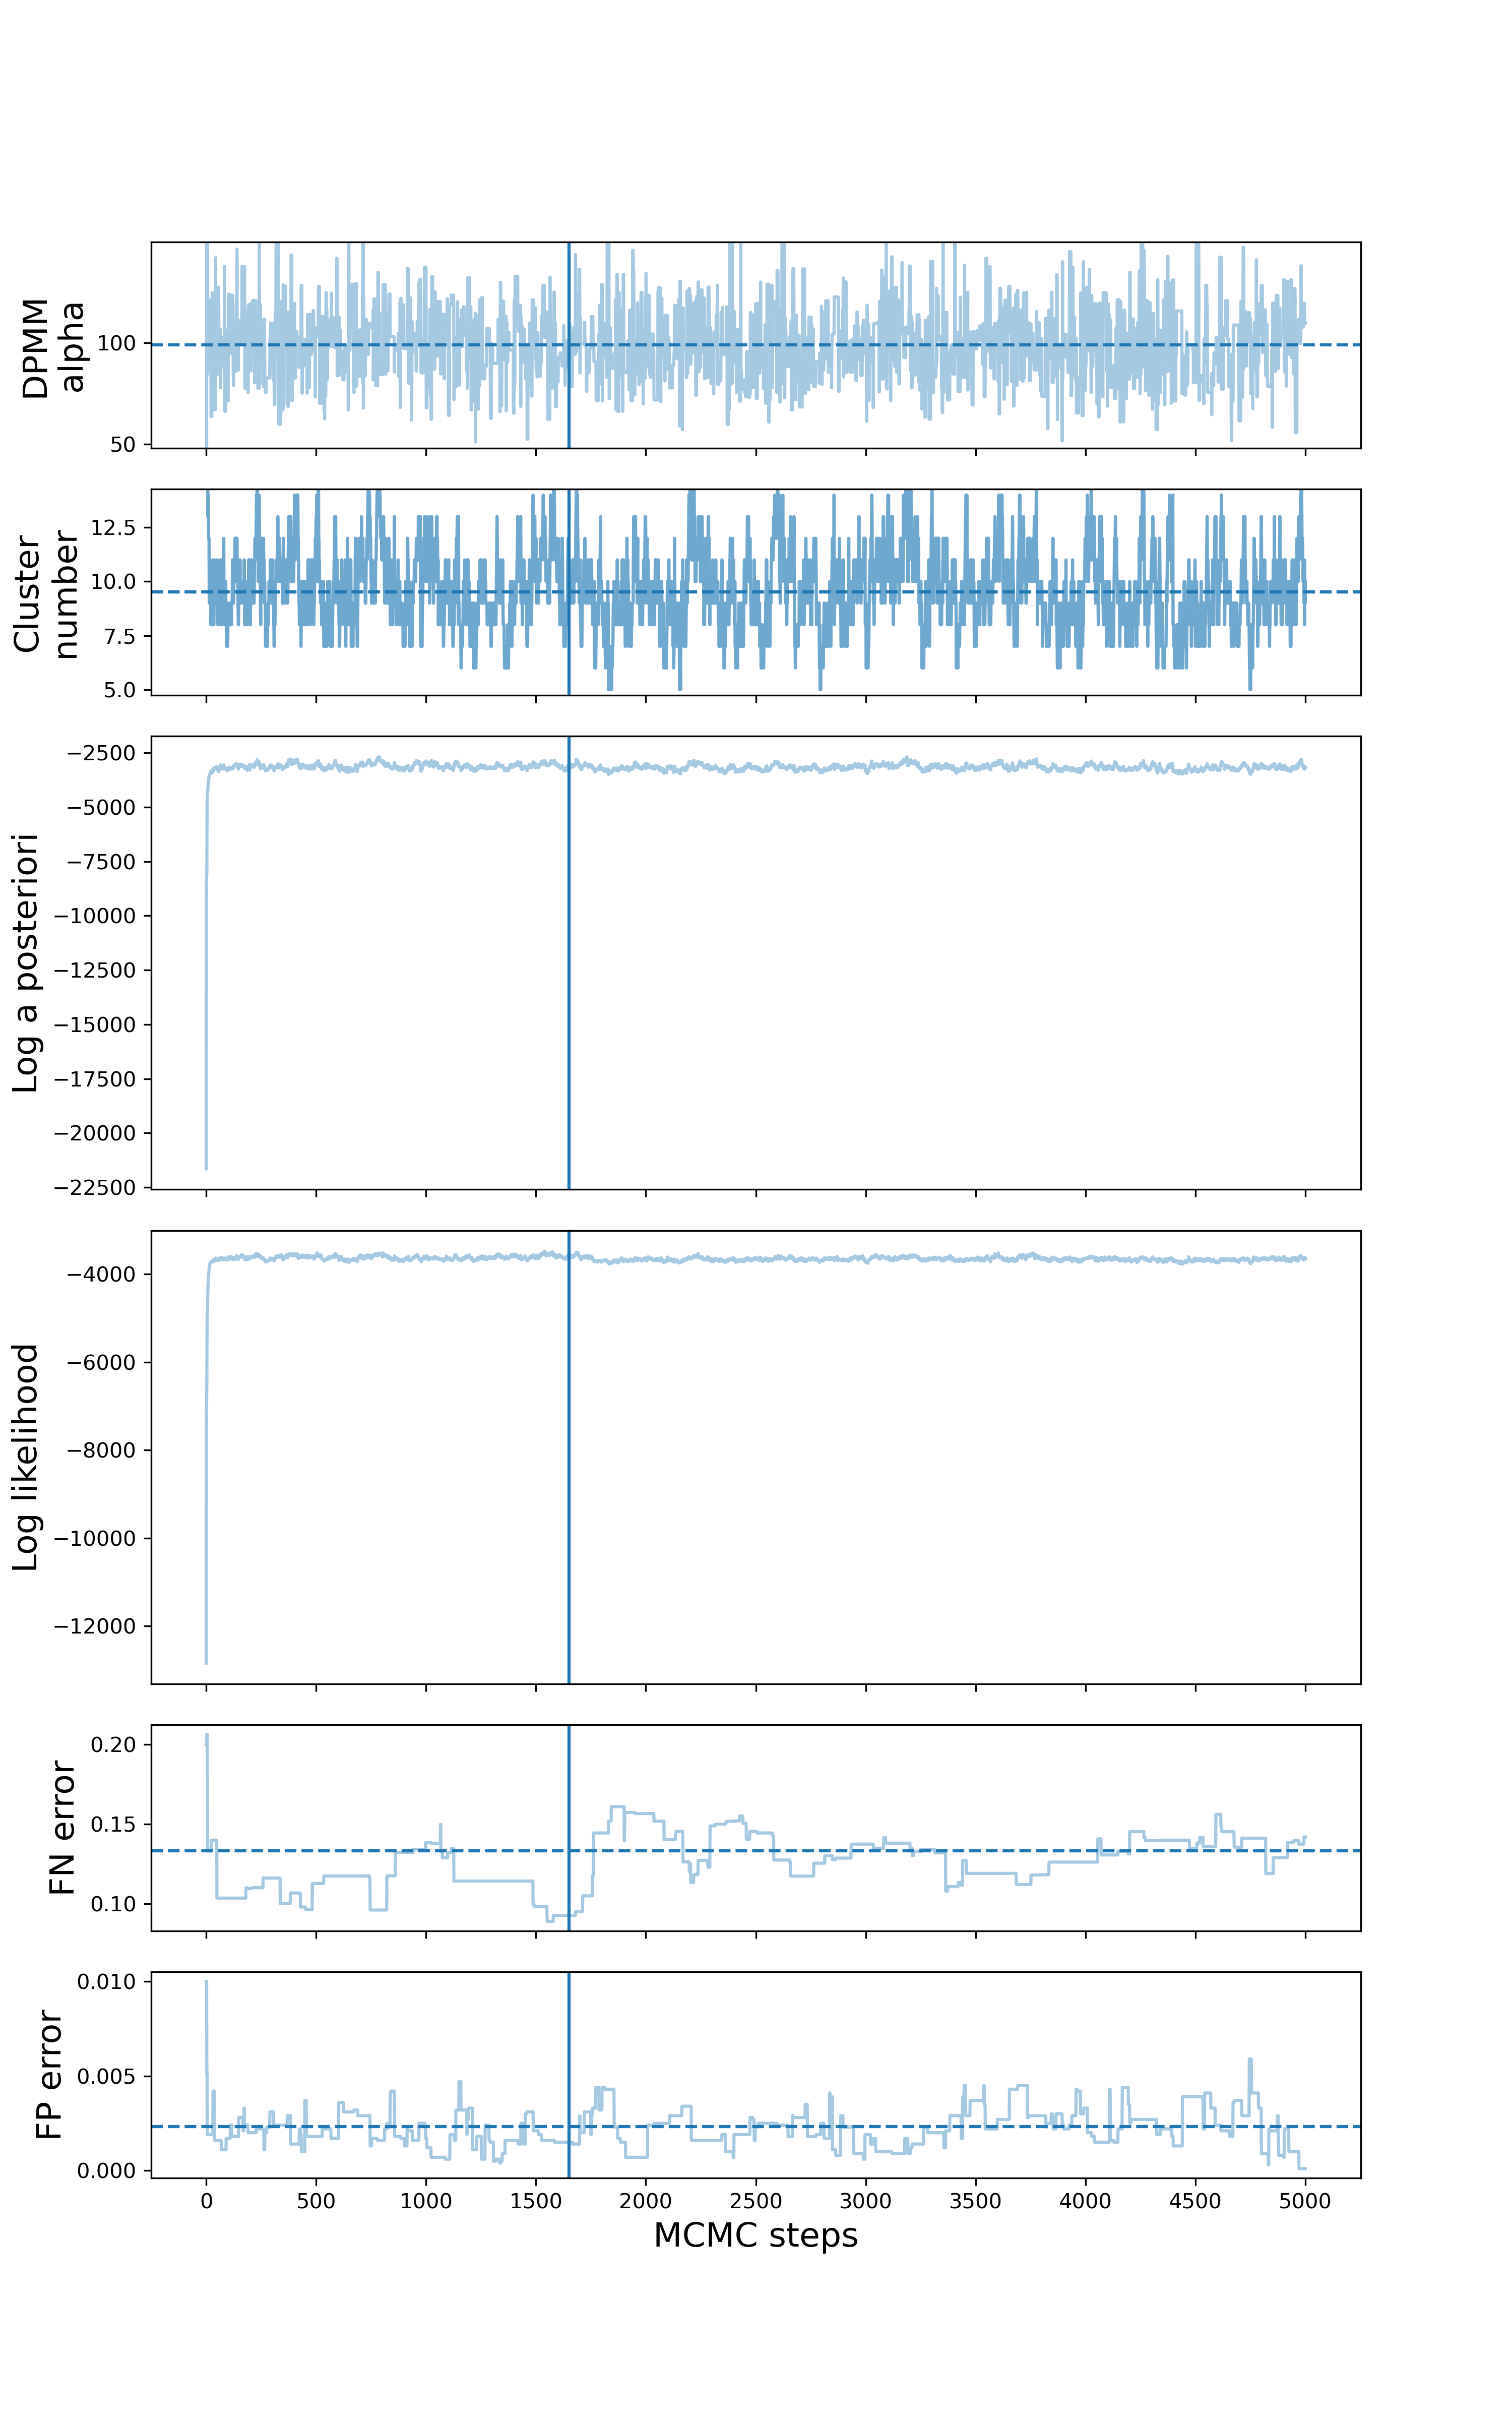 DPMM
alpha
100
50
Cluster
number
12.5
10.0
7.5
5.0
Log a posteriori
−2500
−5000
−7500
−10000
−12500
−15000
−17500
−20000
−22500
Log likelihood
−4000
−6000
−8000
−10000
−12000
FN error
0.20
0.15
0.10
FP error
0.010
0.005
0.000
0 500 1000 1500 2000 2500 3000 3500 4000 4500 5000
MCMC steps